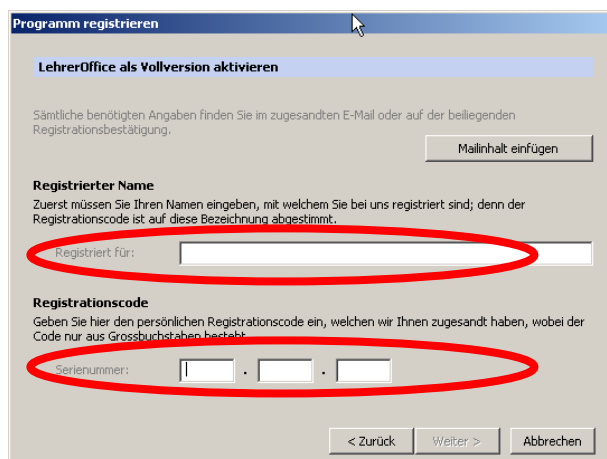 Programm registrieren
LehrerOffice als Vollversion aktivieren
Sämtliche benötigten Angaben finden Sie im zugesandten E-Mail oder auf der beiliegenden
Registrationsbestätigung.
Mailinhalt einfügen
Registrierter Name
Zuerst müssen Sie Ihren Namen eingeben, mit welchem Sie bei uns registriert sind; denn der
Registrationscode ist auf diese Bezeichnung abgestimmt.
Registriert für:
Registrationscode
Geben Sie hier den persönlichen Registrationscode ein, welchen wir Ihnen zugesandt haben, wobei der
Code nur aus Grossbuchstaben besteht.
Serienummer: . .
< Zurück Weiter > Abbrechen